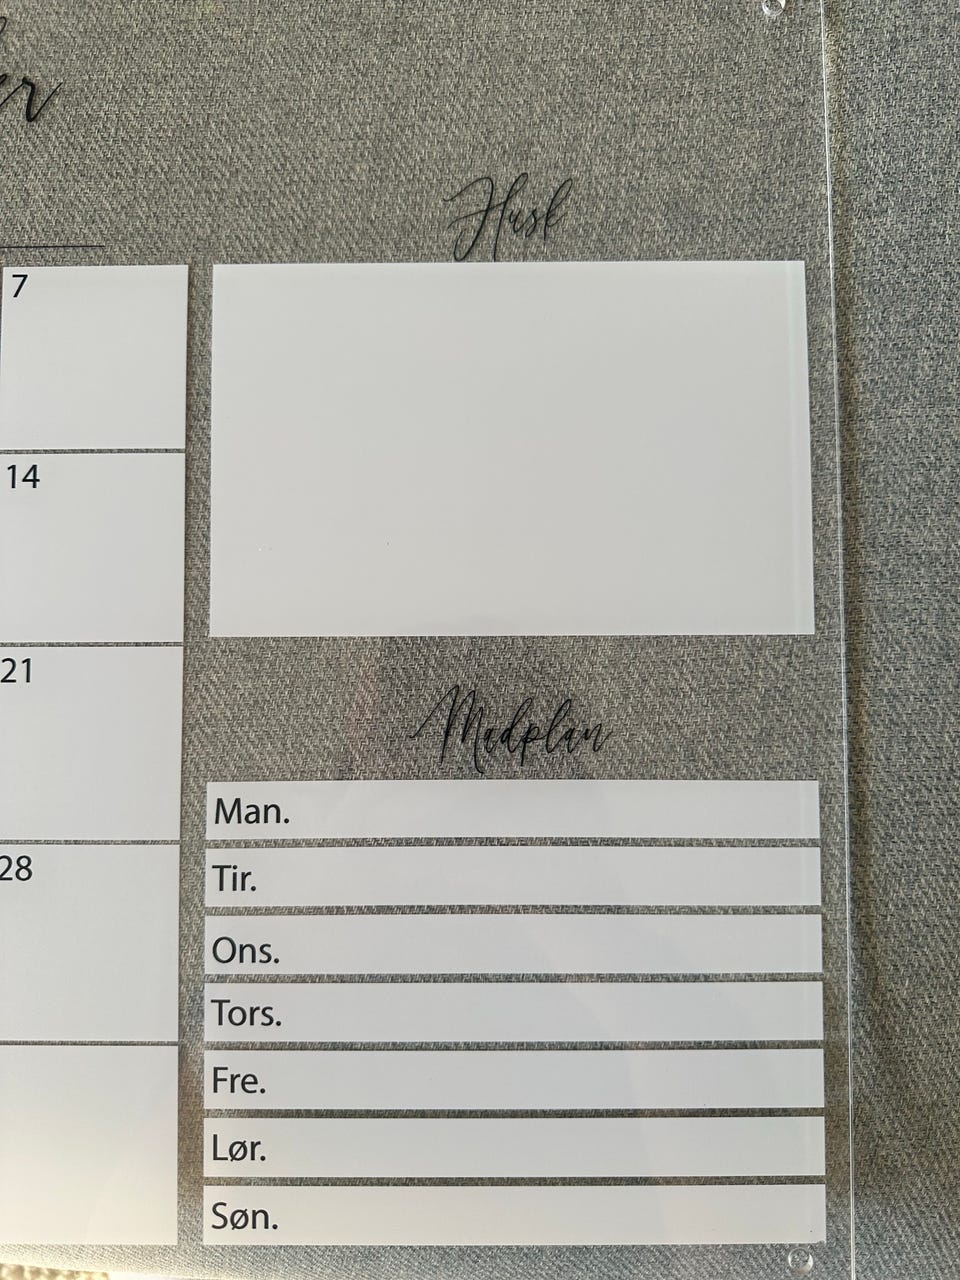 Husk
7
14
21
28
Madplan
Man.
Tir.
Ons.
Tors.
Fre.
Lør.
Søn.